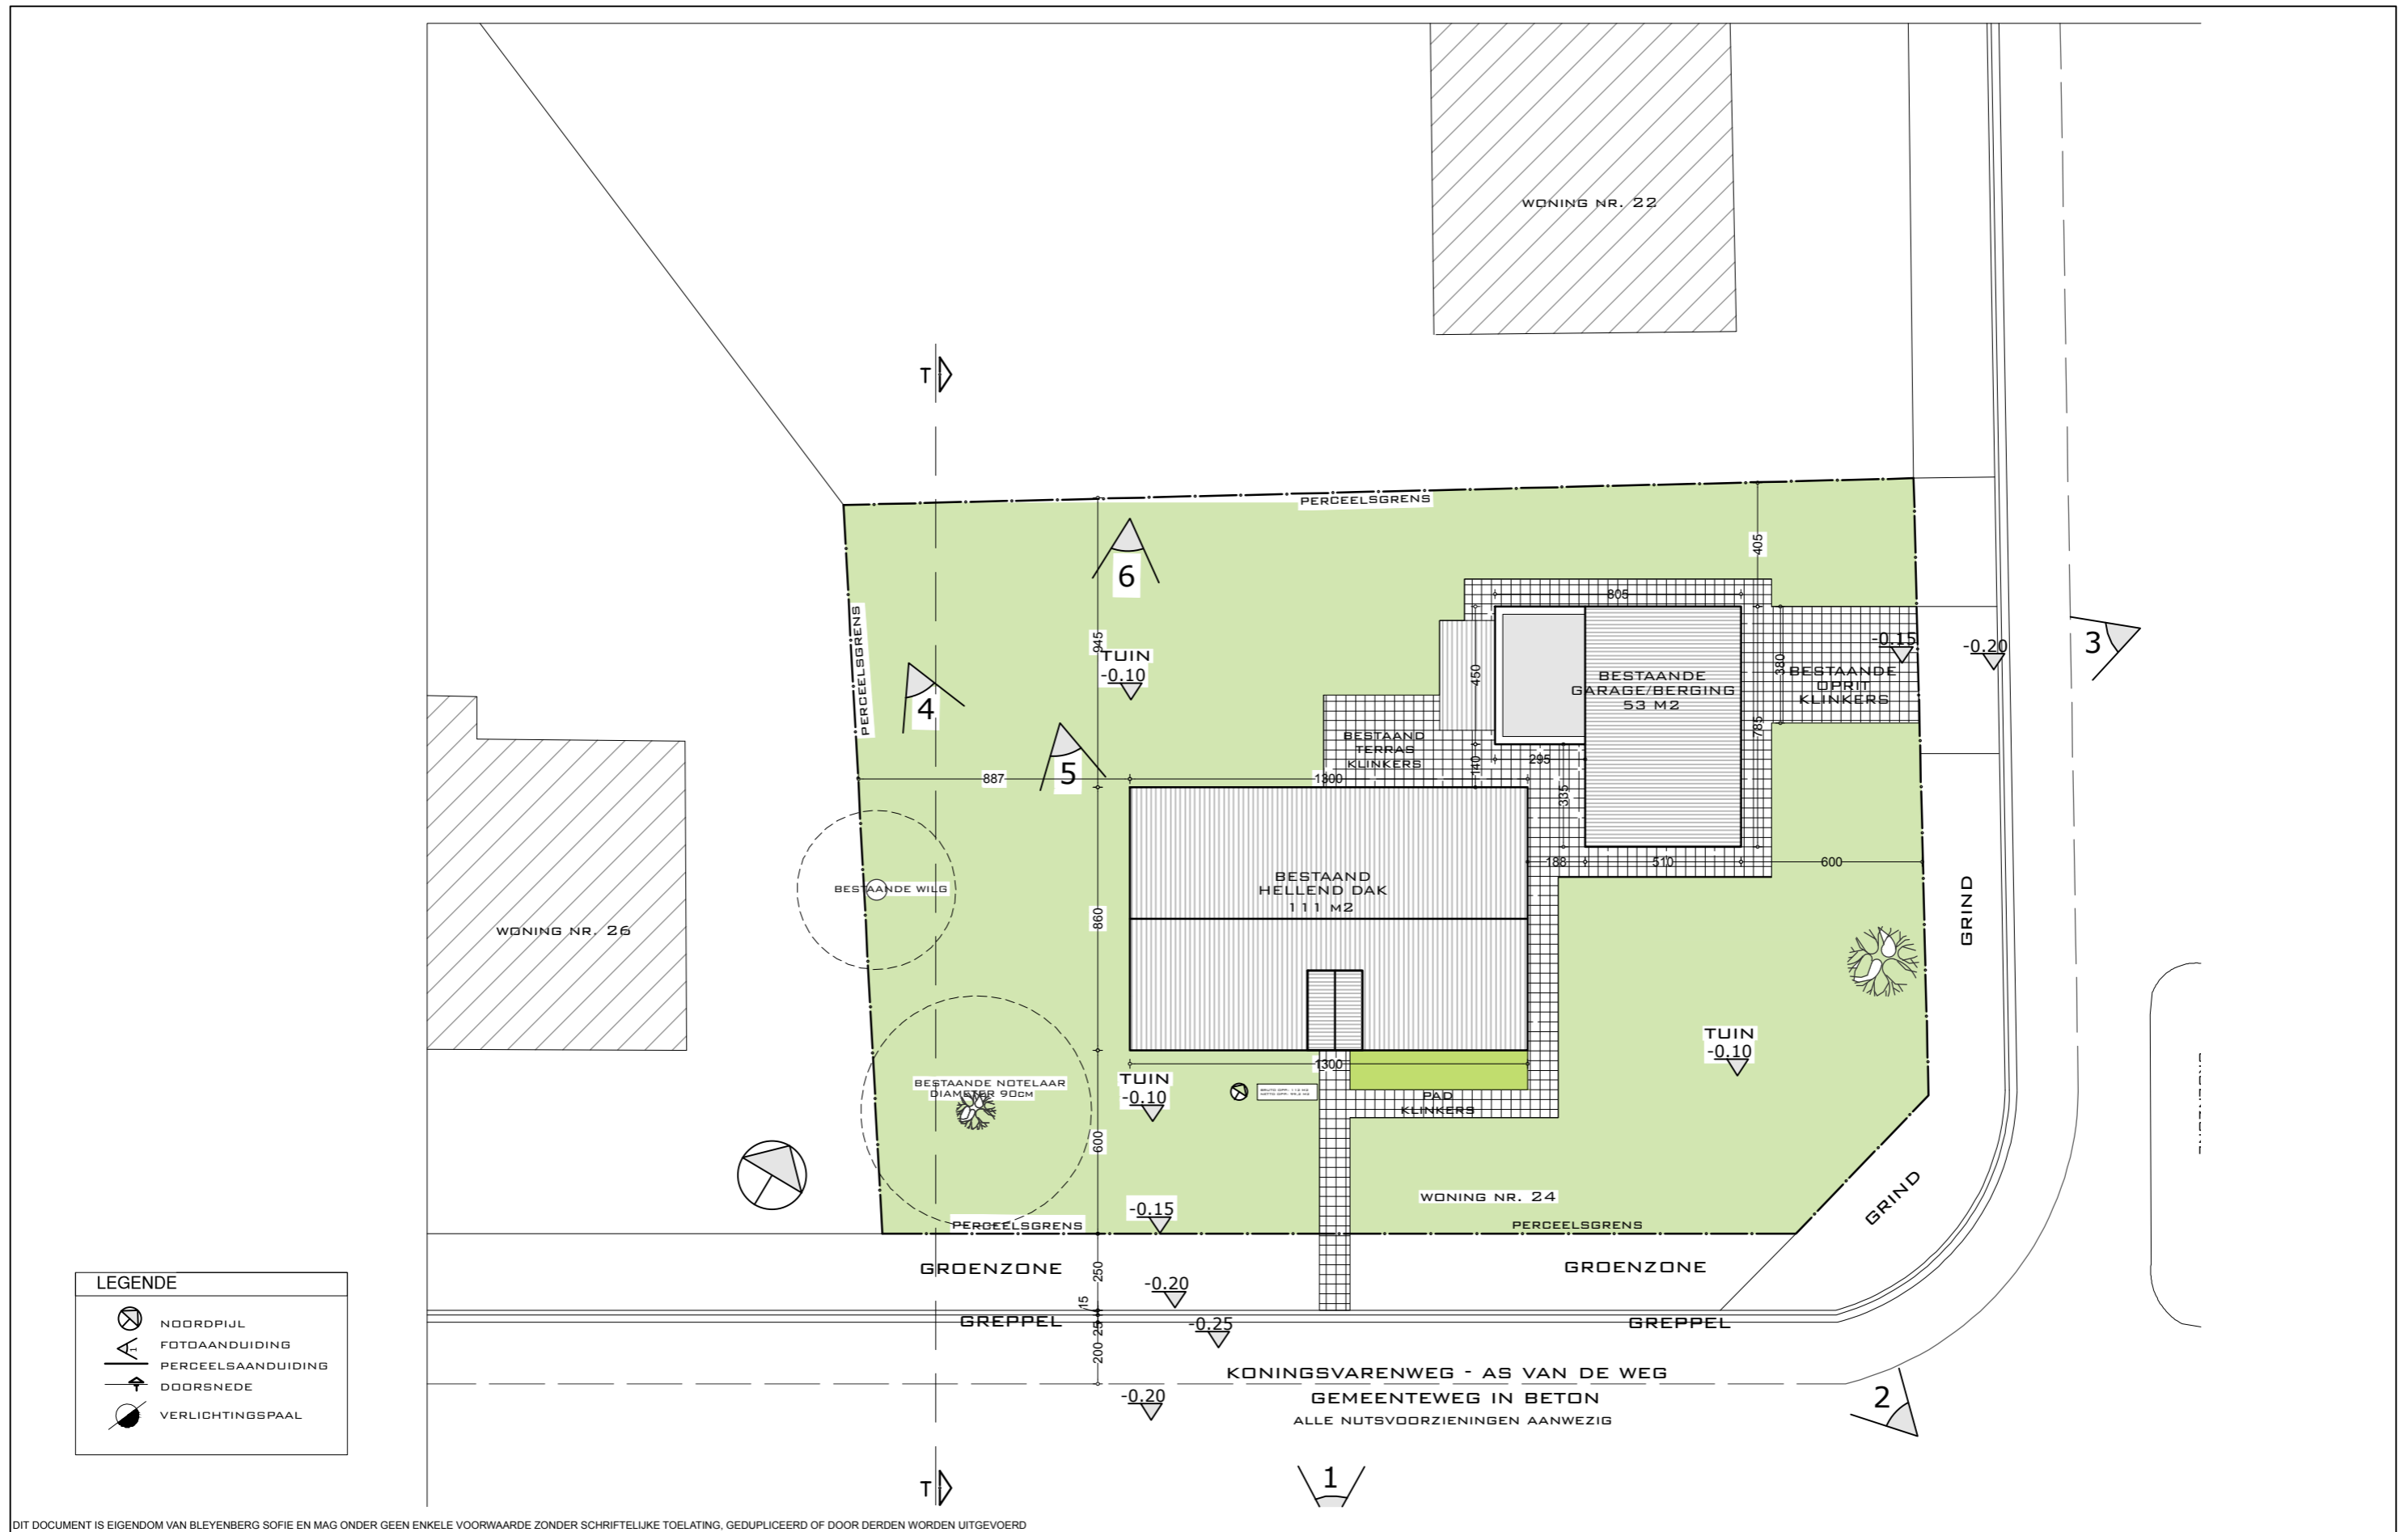 WONING NR. 22
T
PERCEELSGRENS
405
6
805
PERCEELSGRENS
945
TUIN
-0.10
450
BESTAANDE
GARAGE/BERGING
53 M2
380
-0.15
BESTAANDE
OPRIT
KLINKERS
-0.20
3
4
785
BESTAAND
TERRAS
KLINKERS
140
295
5
887
1300
335
188
510
600
BESTAANDE WILG
BESTAAND
HELLEND DAK
111 M2
860
WONING NR. 26
GRIND
TUIN
-0.10
1300
BESTAANDE NOTELAAR
DIAMETER 90CM
TUIN
-0.10
PAD
KLINKERS
600
WONING NR. 24
GRIND
-0.15
PERCEELSGRENS
PERCEELSGRENS
GROENZONE
250
GROENZONE
-0.20
15
GREPPEL
25
-0.25
GREPPEL
200
KONINGSVARENWEG - AS VAN DE WEG
-0.20
GEMEENTEWEG IN BETON
ALLE NUTSVOORZIENINGEN AANWEZIG
2
1
T
LEGENDE
NOORDPIJL
1
FOTOAANDUIDING
PERCEELSAANDUIDING
T
DOORSNEDE
VERLICHTINGSPAAL
DIT DOCUMENT IS EIGENDOM VAN BLEYENBERG SOFIE EN MAG ONDER GEEN ENKELE VOORWAARDE ZONDER SCHRIFTELIJKE TOELATING, GEDUPLICEERD OF DOOR DERDEN WORDEN UITGEVOERD